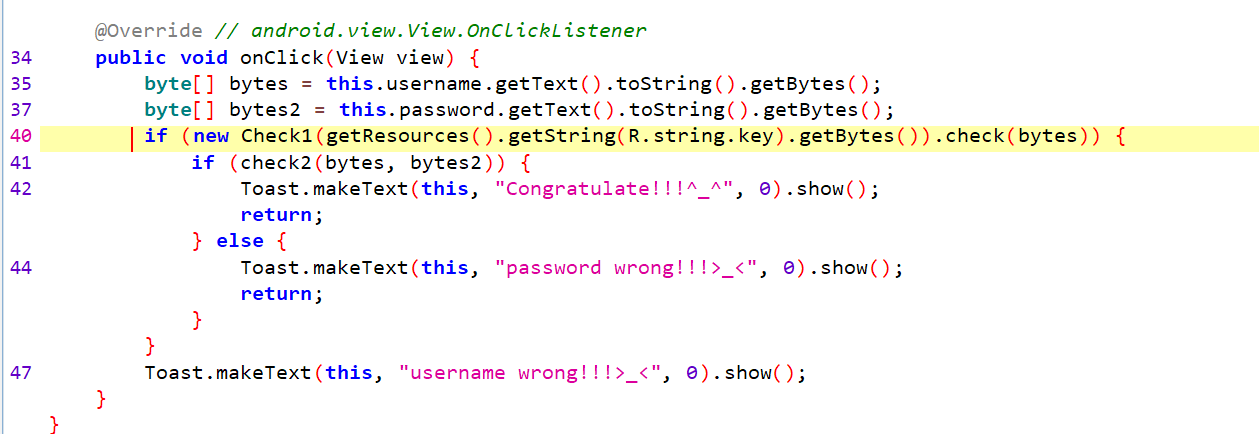 @Override // android.view.View.OnClickListener
34 public void onClick(View view) {
35 byte[] bytes = this.username.getText().toString().getBytes();
37 byte[] bytes2 = this.password.getText().toString().getBytes();
40 if (new Check1(getResources().getString(R.string.key).getBytes()).check(bytes)) {
41 if (check2(bytes, bytes2)) {
42 Toast.makeText(this, "Congratulate!!!^_^", 0).show();
return;
} else {
44 Toast.makeText(this, "password wrong!!!>_<", 0).show();
return;
}
}
47 Toast.makeText(this, "username wrong!!!>_<", 0).show();
}
}